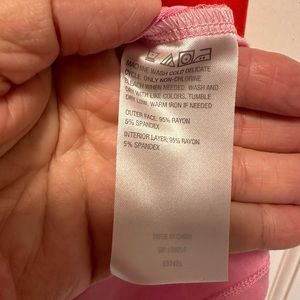 MACHINE WASH COLD DELICATE
CYCLE. ONLY NON-CHLORINE
BLEACH WHEN NEEDED. WASH AND
DRY WITH LIKE COLORS. TUMBLE
DRY LOW. WARM IRON IF NEEDED.
OUTER FACE: 95% RAYON
5% SPANDEX
INTERIOR LAYER: 95% RAYON
5% SPANDEX
MADE IN CHINA